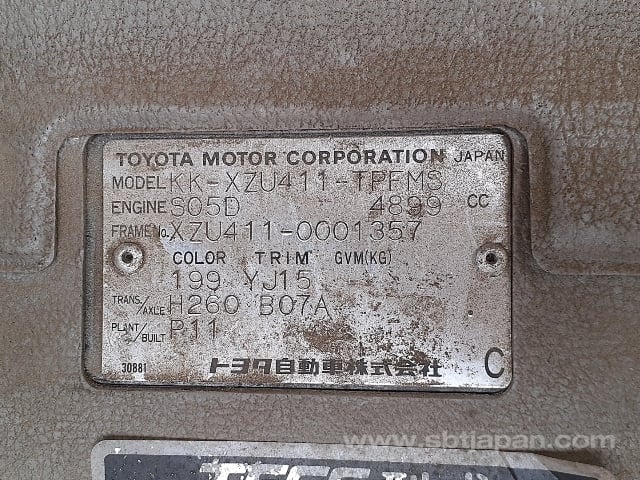 TOYOTA MOTOR CORPORATION JAPAN
MODEL KK-XZU411-TPFMS
ENGINE S05D 4899 CC
FRAME No. XZU411-0001357
COLOR TRIM GVM(KG)
199 YJ15
TRANS/AXLE H260 B07A
PLANT/BUILT P11
30881 トヨタ自動車株式会社 C
www.sbtjapan.com